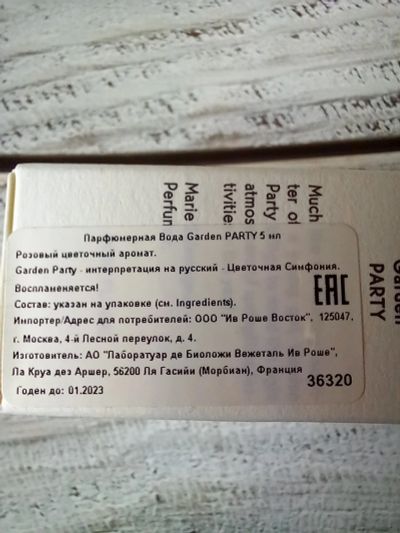 Much
ter of
Party
atmos
tivitie
Marie
Perfum
Garden
PARTY
Парфюмерная Вода Garden PARTY 5 мл
Розовый цветочный аромат.
Garden Party - интерпретация на русский - Цветочная Симфония.
Воспламеняется!
Состав: указан на упаковке (см. Ingredients).
EAC
Импортер/Адрес для потребителей: ООО "Ив Роше Восток", 125047.
г. Москва, 4-й Лесной переулок, д. 4.
Изготовитель: АО "Лаборатуар де Биоложи Вежеталь Ив Роше",
Ла Круа дез Аршер, 56200 Ля Гасийи (Морбиан), Франция
Годен до: 01.2023
36320